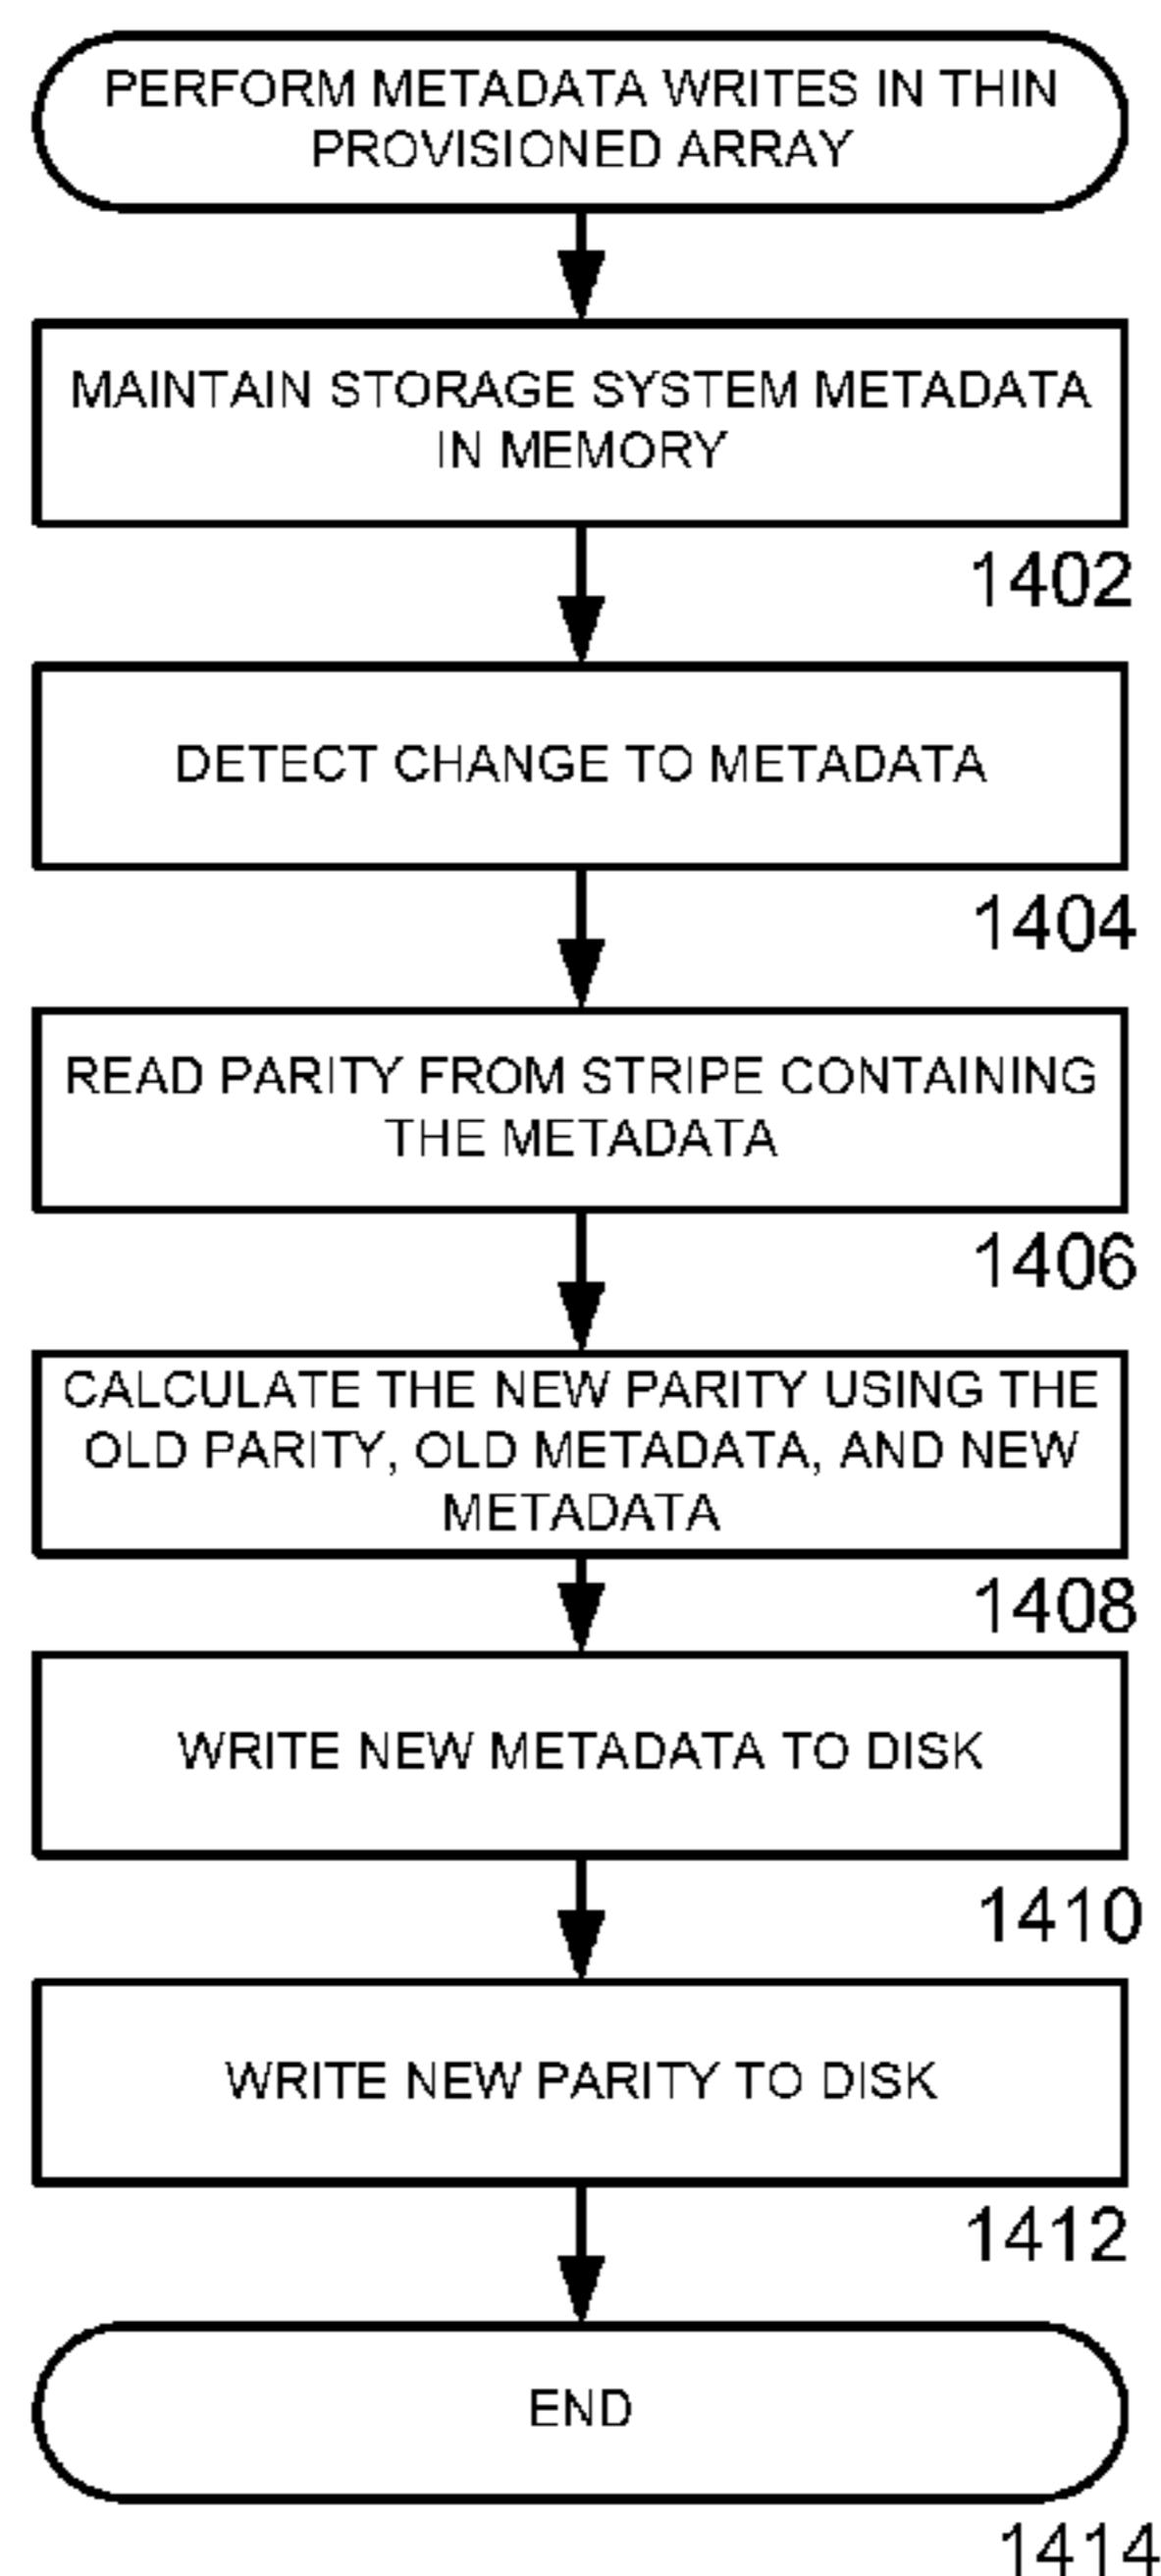 PERFORM METADATA WRITES IN THIN
PROVISIONED ARRAY
MAINTAIN STORAGE SYSTEM METADATA
IN MEMORY
1402
DETECT CHANGE TO METADATA
1404
READ PARITY FROM STRIPE CONTAINING
THE METADATA
1406
CALCULATE THE NEW PARITY USING THE
OLD PARITY, OLD METADATA, AND NEW
METADATA
1408
WRITE NEW METADATA TO DISK
1410
WRITE NEW PARITY TO DISK
1412
END
1414